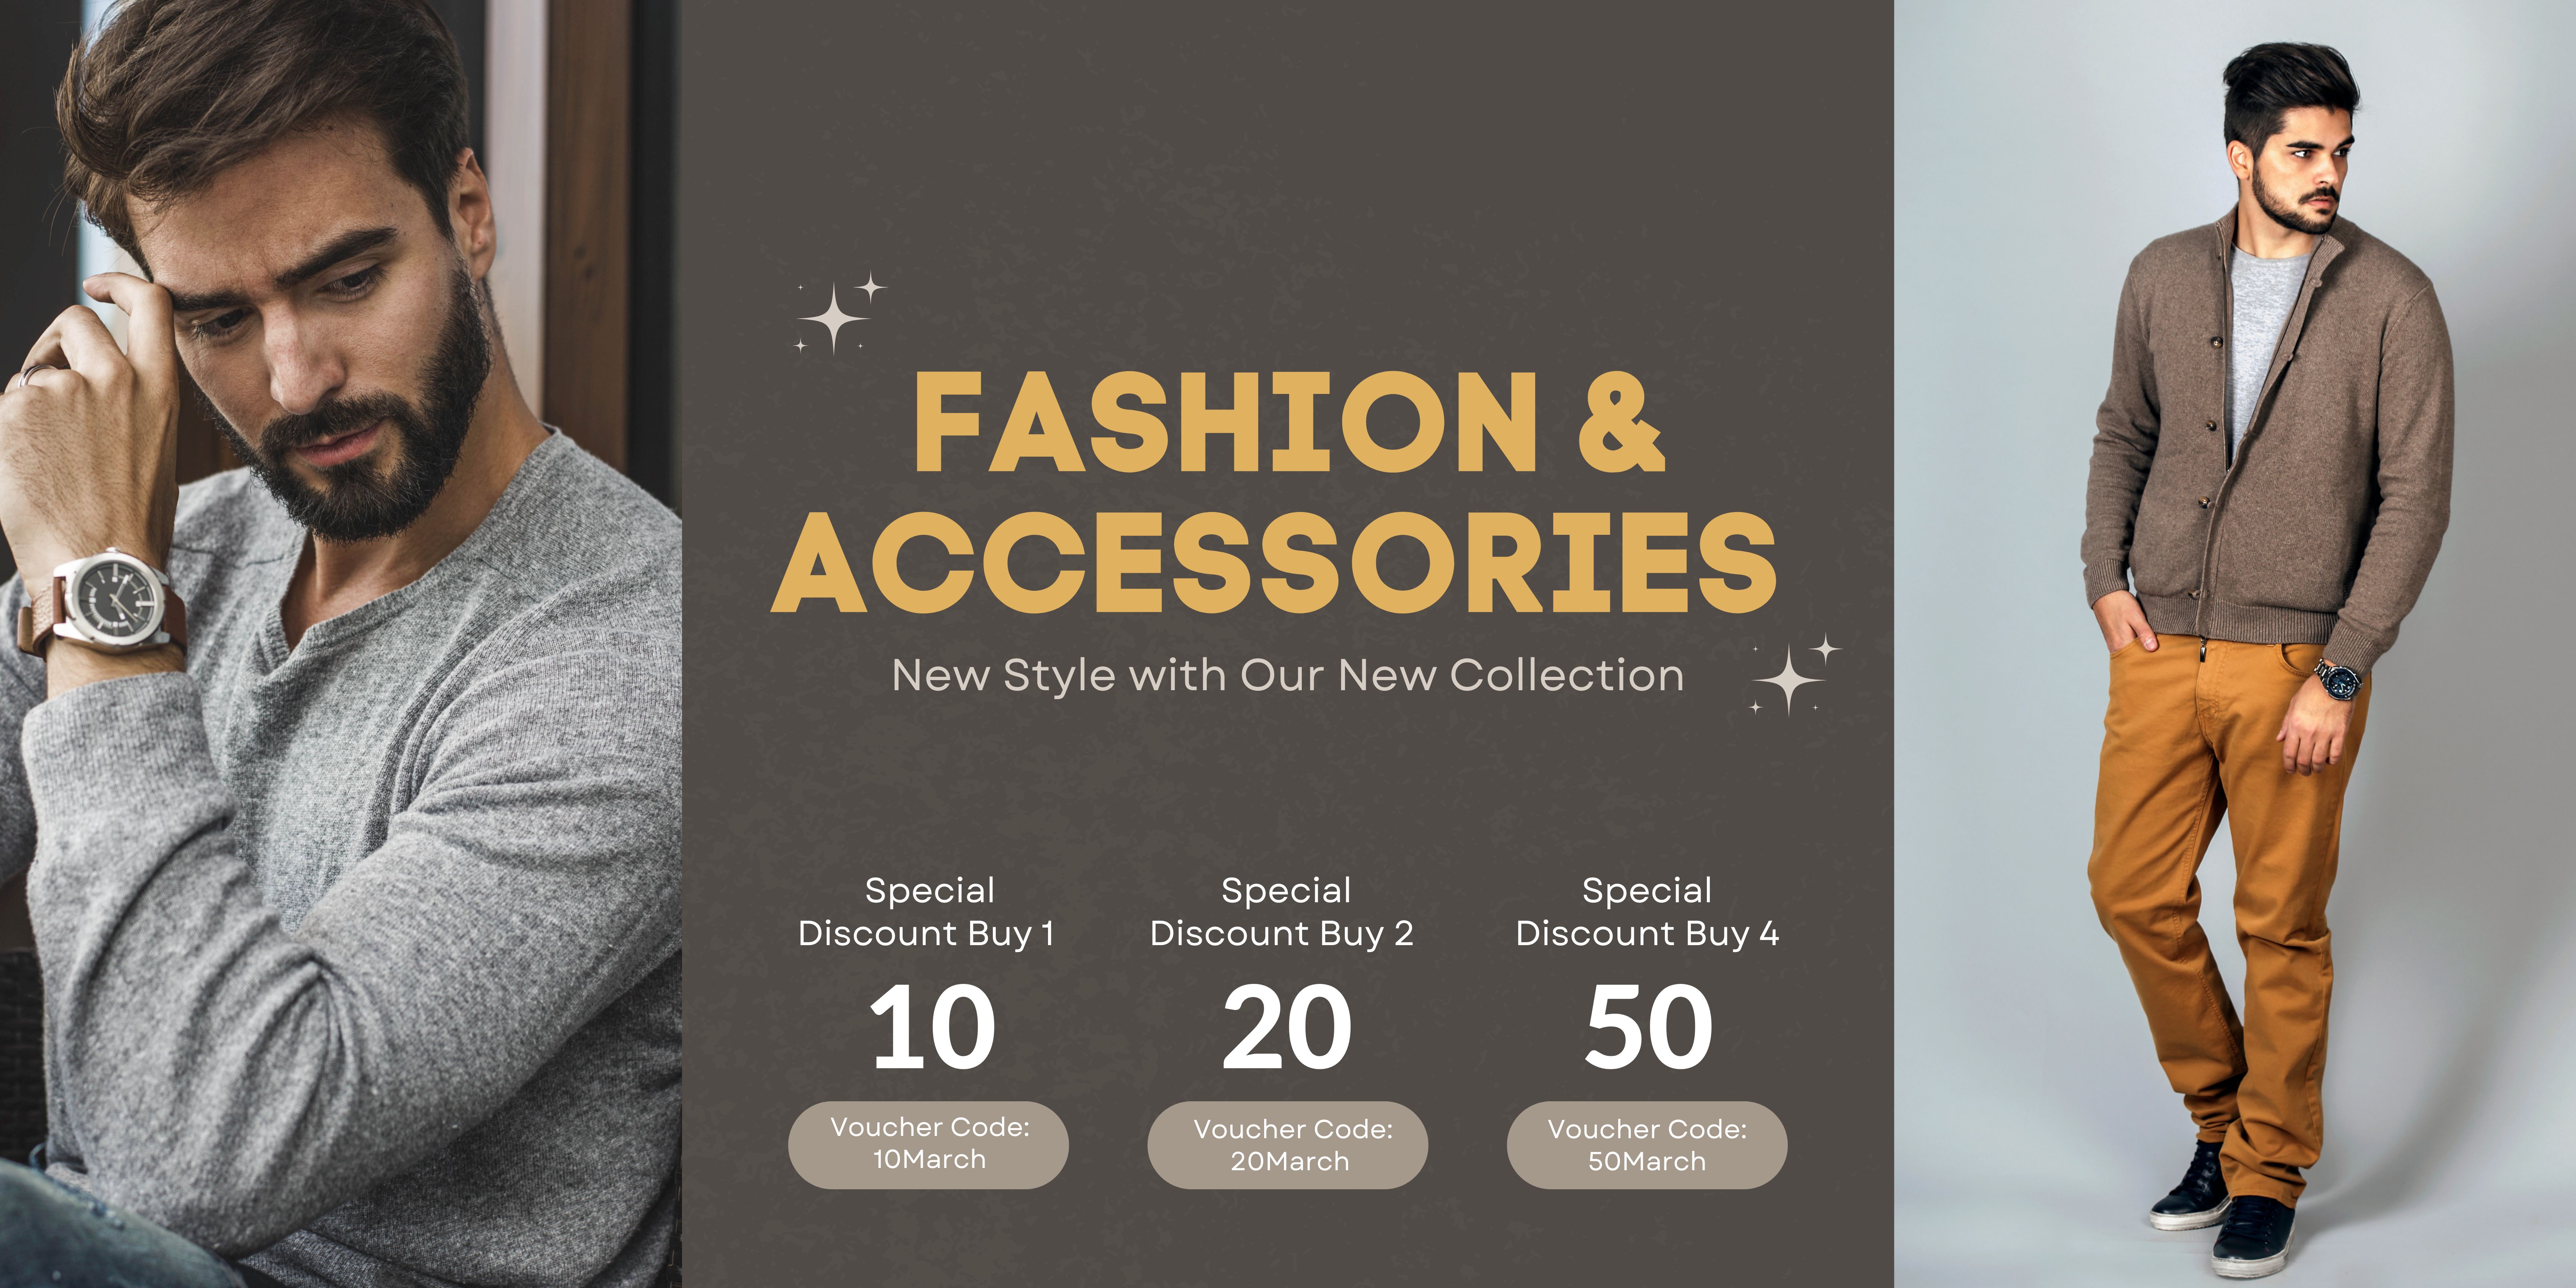 FASHION &
ACCESSORIES
New Style with Our New Collection
Special
Discount Buy 1
10
Voucher Code:
10March
Special
Discount Buy 2
20
Voucher Code:
20March
Special
Discount Buy 4
50
Voucher Code:
50March